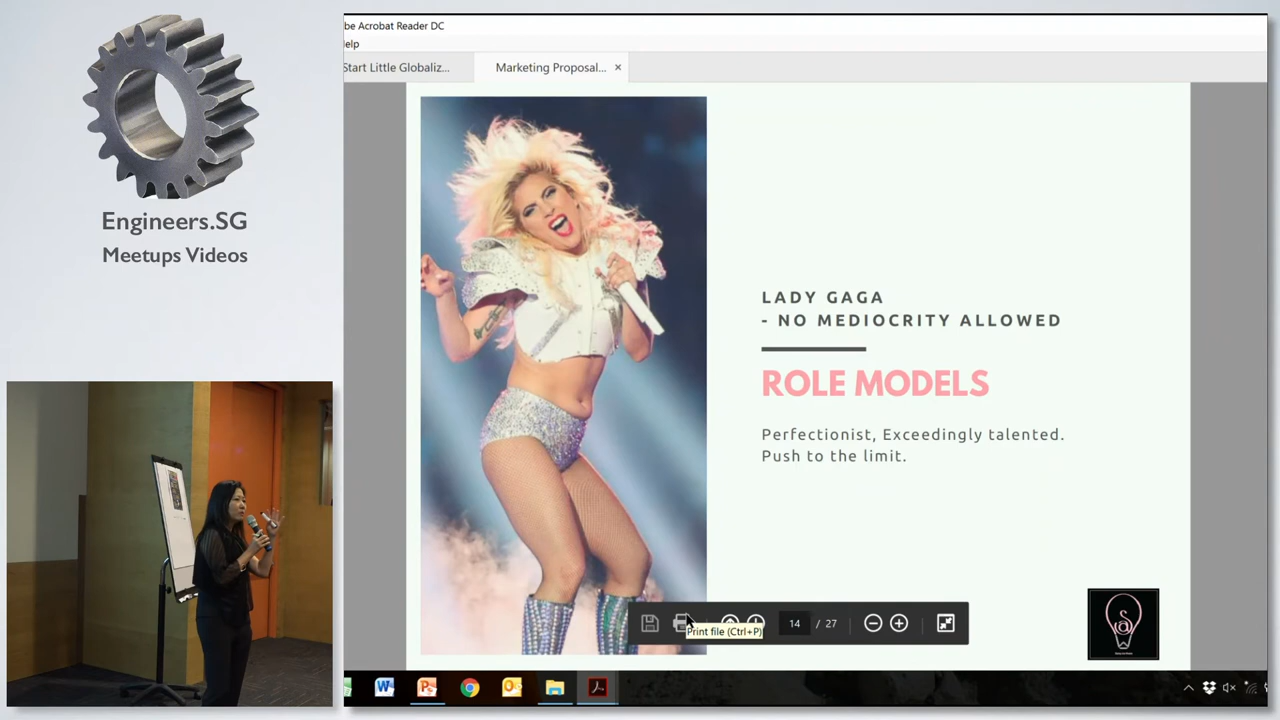 Engineers.SG
Meetups Videos
be Acrobat Reader DC
elp
Start Little Globaliz...
Marketing Proposal...
LADY GAGA
- NO MEDIOCRITY ALLOWED
ROLE MODELS
Perfectionist, Exceedingly talented.
Push to the limit.
14 / 27
Print file (Ctrl+P)